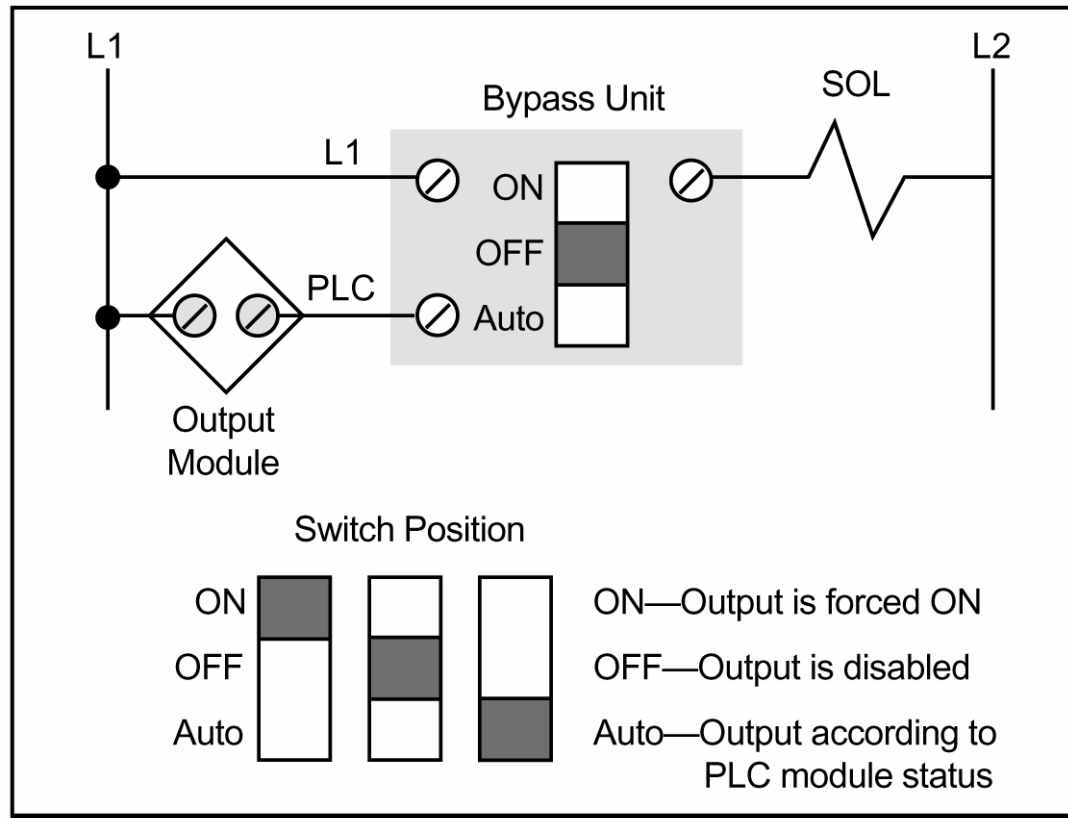 L1
L2
Bypass Unit
SOL
L1
ON
OFF
PLC
Auto
Output
Module
Switch Position
ON
ON—Output is forced ON
OFF
OFF—Output is disabled
Auto
Auto—Output according to
PLC module status